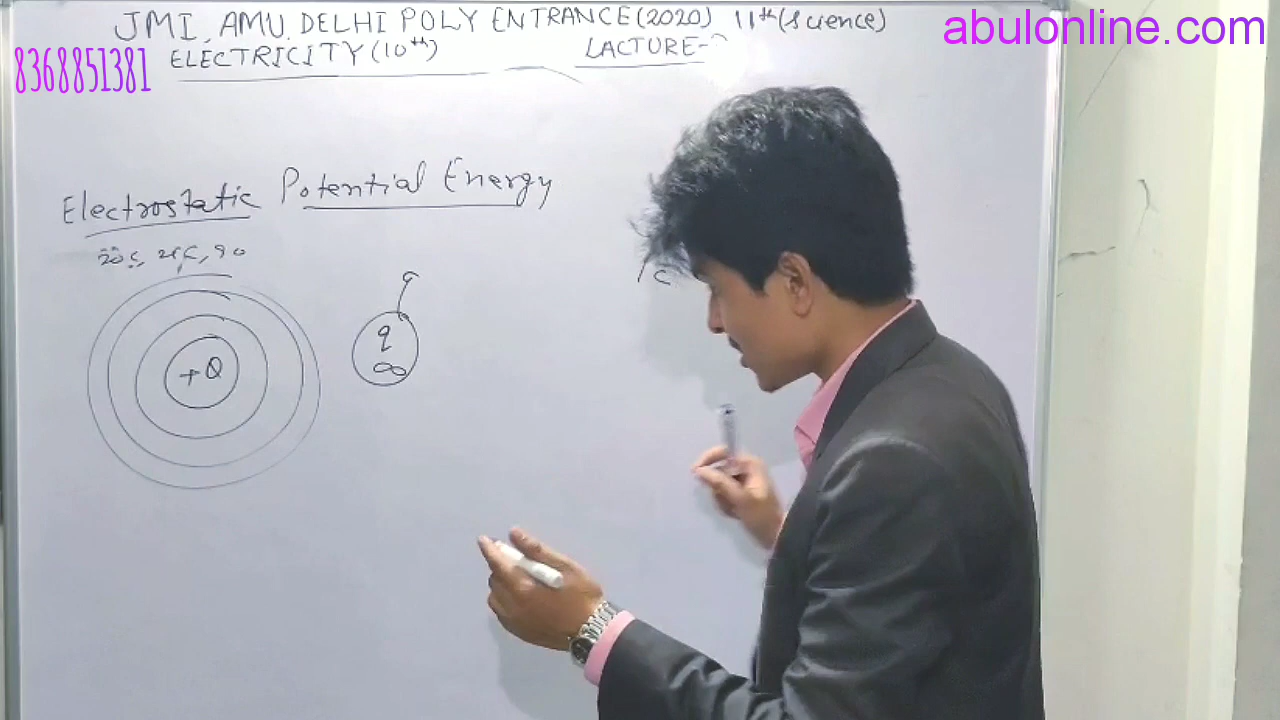 JMI, AMU, DELHI POLY ENTRANCE(2020) 11th(science)
abulonline.com
ELECTRICITY(10th)
LACTURE-
8368851381
Electrostatic Potential Energy
+Q
q
q
∞